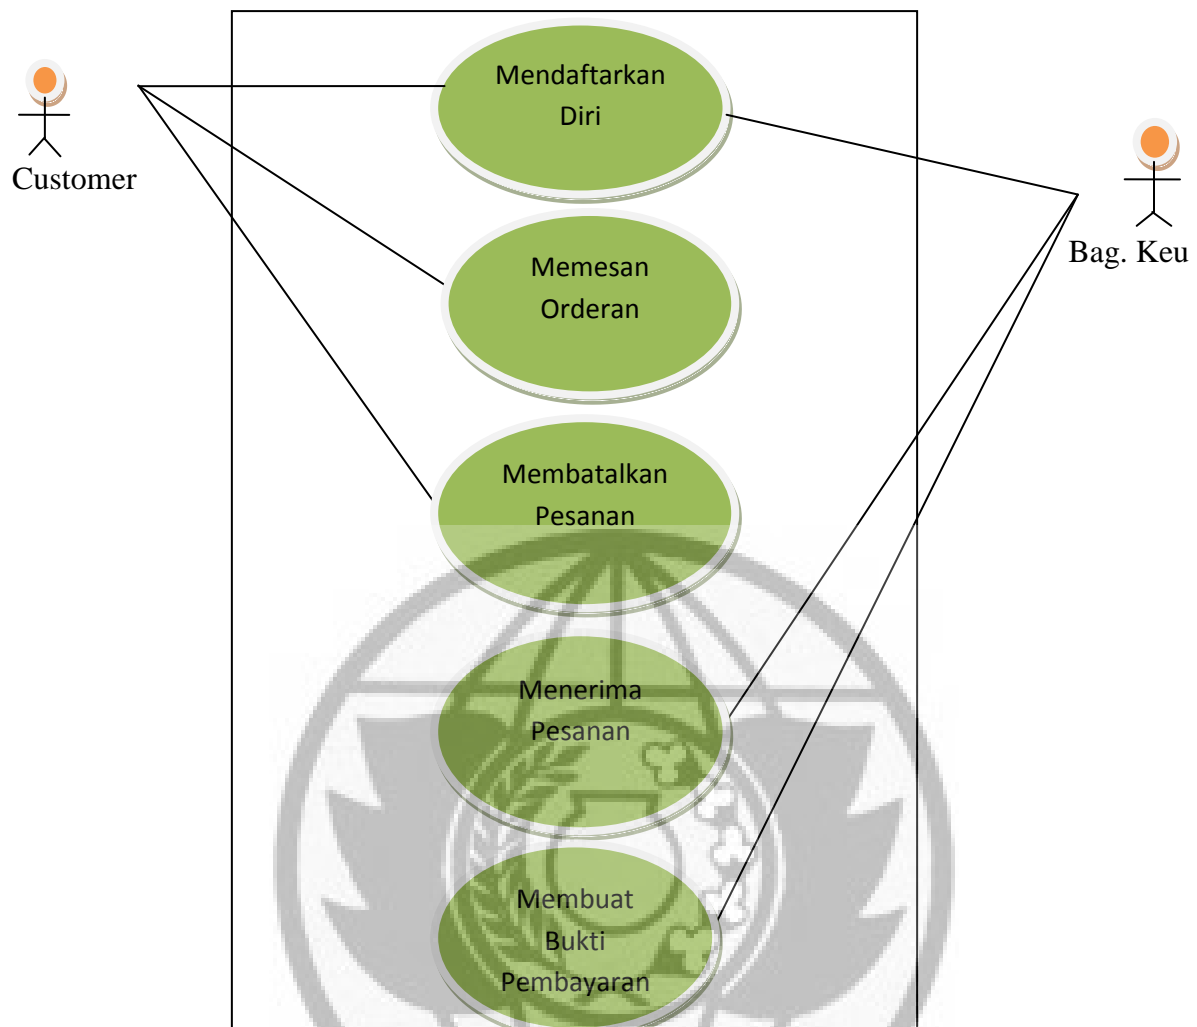 Mendaftarkan
Diri
Customer
Bag. Keu
Memesan
Orderan
Membatalkan
Pesanan
Menerima
Pesanan
Membuat
Bukti
Pembayaran